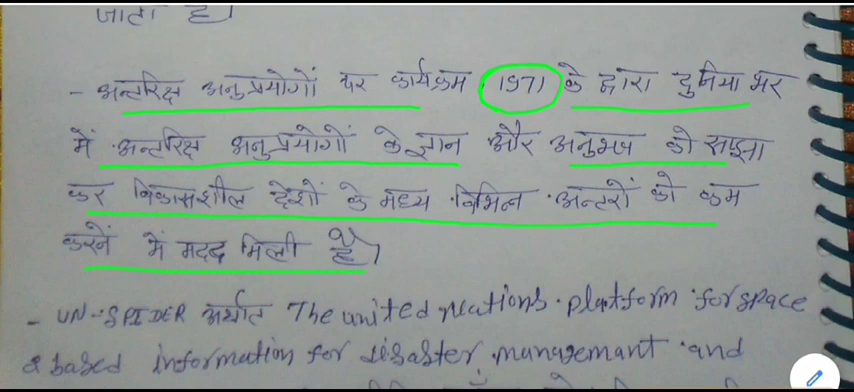 जाता है।
- अन्तरिक्ष अनुप्रयोगों पर कार्यक्रम 1971 के द्वारा दुनिया भर
में अन्तरिक्ष अनुप्रयोगों के ज्ञान और अनुभव को साझा
कर विकासशील देशों के मध्य विभिन्न अन्तरों को कम
करने में मदद मिली है।
- UN-SPIDER अर्थात The united nations platform for space
based information for disaster management and